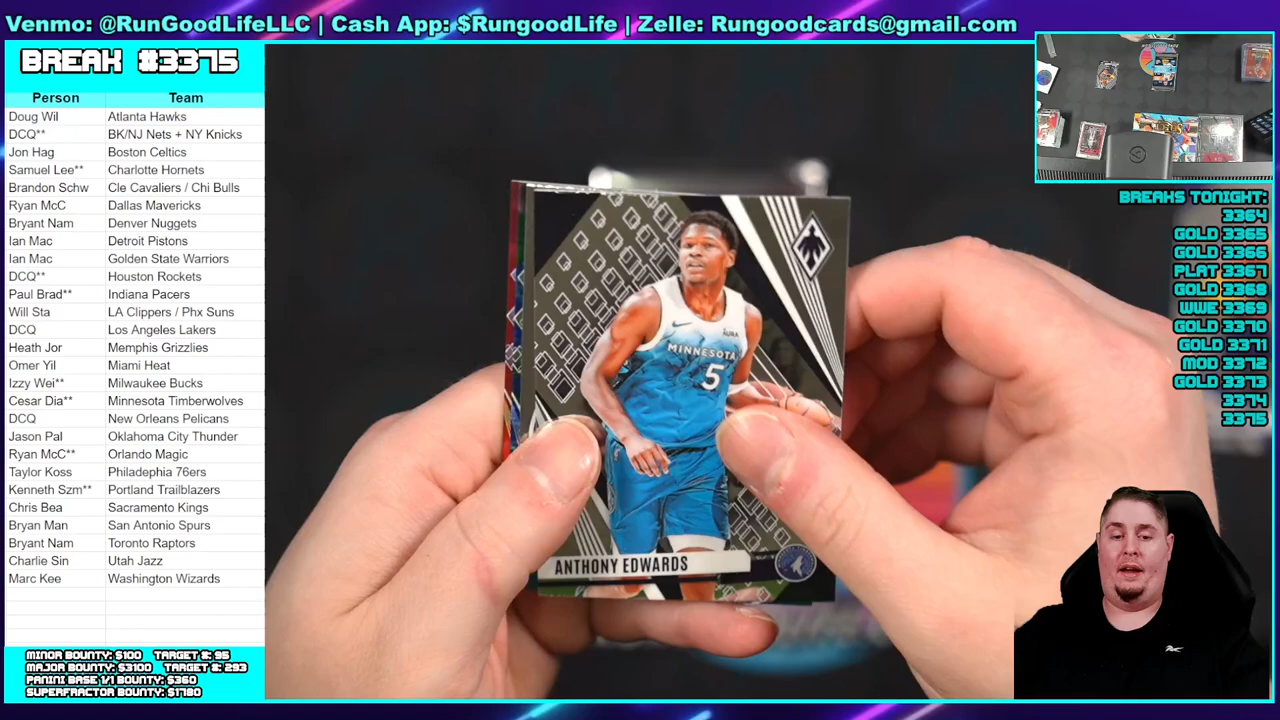 Venmo: @RunGoodLifeLLC | Cash App: $RungoodLife | Zelle: Rungoodcards@gmail.com
BREAK #3375
Person Team
Doug Wil Atlanta Hawks
DCQ** BK/NJ Nets + NY Knicks
Jon Hag Boston Celtics
Samuel Lee** Charlotte Hornets
Brandon Schw Cle Cavaliers / Chi Bulls
Ryan McC Dallas Mavericks
Bryant Nam Denver Nuggets
Ian Mac Detroit Pistons
Ian Mac Golden State Warriors
DCQ** Houston Rockets
Paul Brad** Indiana Pacers
Will Sta LA Clippers / Phx Suns
DCQ Los Angeles Lakers
Heath Jor Memphis Grizzlies
Omer Yil Miami Heat
Izzy Wei** Milwaukee Bucks
Cesar Dia** Minnesota Timberwolves
DCQ New Orleans Pelicans
Jason Pal Oklahoma City Thunder
Ryan McC** Orlando Magic
Taylor Koss Philadephia 76ers
Kenneth Szm** Portland Trailblazers
Chris Bea Sacramento Kings
Bryan Man San Antonio Spurs
Bryant Nam Toronto Raptors
Charlie Sin Utah Jazz
Marc Kee Washington Wizards
MINOR BOUNTY: $100 TARGET #: 95
MAJOR BOUNTY: $3100 TARGET #: 293
PANINI BASE 1/1 BOUNTY: $360
SUPERFRACTOR BOUNTY: $1780
MINNESOTA
5
ANTHONY EDWARDS
BREAKS TONIGHT:
3364
GOLD 3365
GOLD 3366
PLAT 3367
GOLD 3368
WWE 3369
GOLD 3370
GOLD 3371
MOD 3372
GOLD 3373
3374
3375